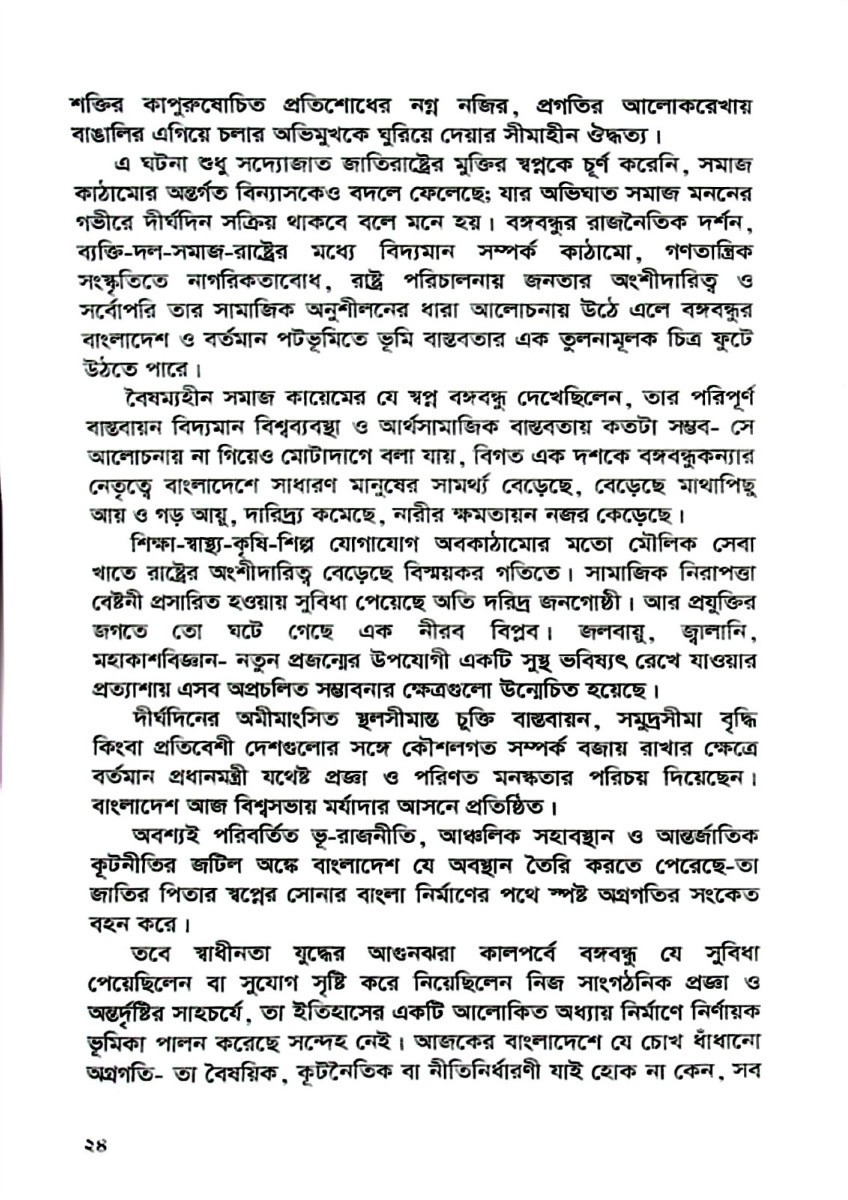 শক্তির কাপুরুষোচিত প্রতিশোধের নগ্ন নজির, প্রগতির আলোকরেখায়
বাঙালির এগিয়ে চলার অভিমুখকে ঘুরিয়ে দেয়ার সীমাহীন ঔদ্ধত্য।
এ ঘটনা শুধু সদ্যোজাত জাতিরাষ্ট্রের মুক্তির স্বপ্নকে চূর্ণ করেনি, সমাজ
কাঠামোর অন্তর্গত বিন্যাসকেও বদলে ফেলেছে; যার অভিঘাত সমাজ মননের
গভীরে দীর্ঘদিন সক্রিয় থাকবে বলে মনে হয়। বঙ্গবন্ধুর রাজনৈতিক দর্শন,
ব্যক্তি-দল-সমাজ-রাষ্ট্রের মধ্যে বিদ্যমান সম্পর্ক কাঠামো, গণতান্ত্রিক
সংস্কৃতিতে নাগরিকতাবোধ, রাষ্ট্র পরিচালনায় জনতার অংশীদারিত্ব ও
সর্বোপরি তার সামাজিক অনুশীলনের ধারা আলোচনায় উঠে এলে বঙ্গবন্ধুর
বাংলাদেশ ও বর্তমান পটভূমিতে ভূমি বাস্তবতার এক তুলনামূলক চিত্র ফুটে
উঠতে পারে।
বৈষম্যহীন সমাজ কায়েমের যে স্বপ্ন বঙ্গবন্ধু দেখেছিলেন, তার পরিপূর্ণ
বাস্তবায়ন বিদ্যমান বিশ্বব্যবস্থা ও আর্থসামাজিক বাস্তবতায় কতটা সম্ভব- সে
আলোচনায় না গিয়েও মোটাদাগে বলা যায়, বিগত এক দশকে বঙ্গবন্ধুকন্যার
নেতৃত্বে বাংলাদেশে সাধারণ মানুষের সামর্থ্য বেড়েছে, বেড়েছে মাথাপিছু
আয় ও গড় আয়ু, দারিদ্র্য কমেছে, নারীর ক্ষমতায়ন নজর কেড়েছে।
শিক্ষা-স্বাস্থ্য-কৃষি-শিল্প যোগাযোগ অবকাঠামোর মতো মৌলিক সেবা
খাতে রাষ্ট্রের অংশীদারিত্ব বেড়েছে বিস্ময়কর গতিতে। সামাজিক নিরাপত্তা
বেষ্টনী প্রসারিত হওয়ায় সুবিধা পেয়েছে অতি দরিদ্র জনগোষ্ঠী। আর প্রযুক্তির
জগতে তো ঘটে গেছে এক নীরব বিপ্লব। জলবায়ু, জ্বালানি,
মহাকাশবিজ্ঞান- নতুন প্রজন্মের উপযোগী একটি সুস্থ ভবিষ্যৎ রেখে যাওয়ার
প্রত্যাশায় এসব অপ্রচলিত সম্ভাবনার ক্ষেত্রগুলো উন্মোচিত হয়েছে।
দীর্ঘদিনের অমীমাংসিত স্থলসীমান্ত চুক্তি বাস্তবায়ন, সমুদ্রসীমা বৃদ্ধি
কিংবা প্রতিবেশী দেশগুলোর সঙ্গে কৌশলগত সম্পর্ক বজায় রাখার ক্ষেত্রে
বর্তমান প্রধানমন্ত্রী যথেষ্ট প্রজ্ঞা ও পরিণত মনস্কতার পরিচয় দিয়েছেন।
বাংলাদেশ আজ বিশ্বসভায় মর্যাদার আসনে প্রতিষ্ঠিত।
অবশ্যই পরিবর্তিত ভূ-রাজনীতি, আঞ্চলিক সহাবস্থান ও আন্তর্জাতিক
কূটনীতির জটিল অঙ্কে বাংলাদেশ যে অবস্থান তৈরি করতে পেরেছে-তা
জাতির পিতার স্বপ্নের সোনার বাংলা নির্মাণের পথে স্পষ্ট অগ্রগতির সংকেত
বহন করে।
তবে স্বাধীনতা যুদ্ধের আগুনঝরা কালপর্বে বঙ্গবন্ধু যে সুবিধা
পেয়েছিলেন বা সুযোগ সৃষ্টি করে নিয়েছিলেন নিজ সাংগঠনিক প্রজ্ঞা ও
অন্তর্দৃষ্টির সাহচর্যে, তা ইতিহাসের একটি আলোকিত অধ্যায় নির্মাণে নির্ণায়ক
ভূমিকা পালন করেছে সন্দেহ নেই। আজকের বাংলাদেশে যে চোখ ধাঁধানো
অগ্রগতি- তা বৈষয়িক, কূটনৈতিক বা নীতিনির্ধারণী যাই হোক না কেন, সব
২৪